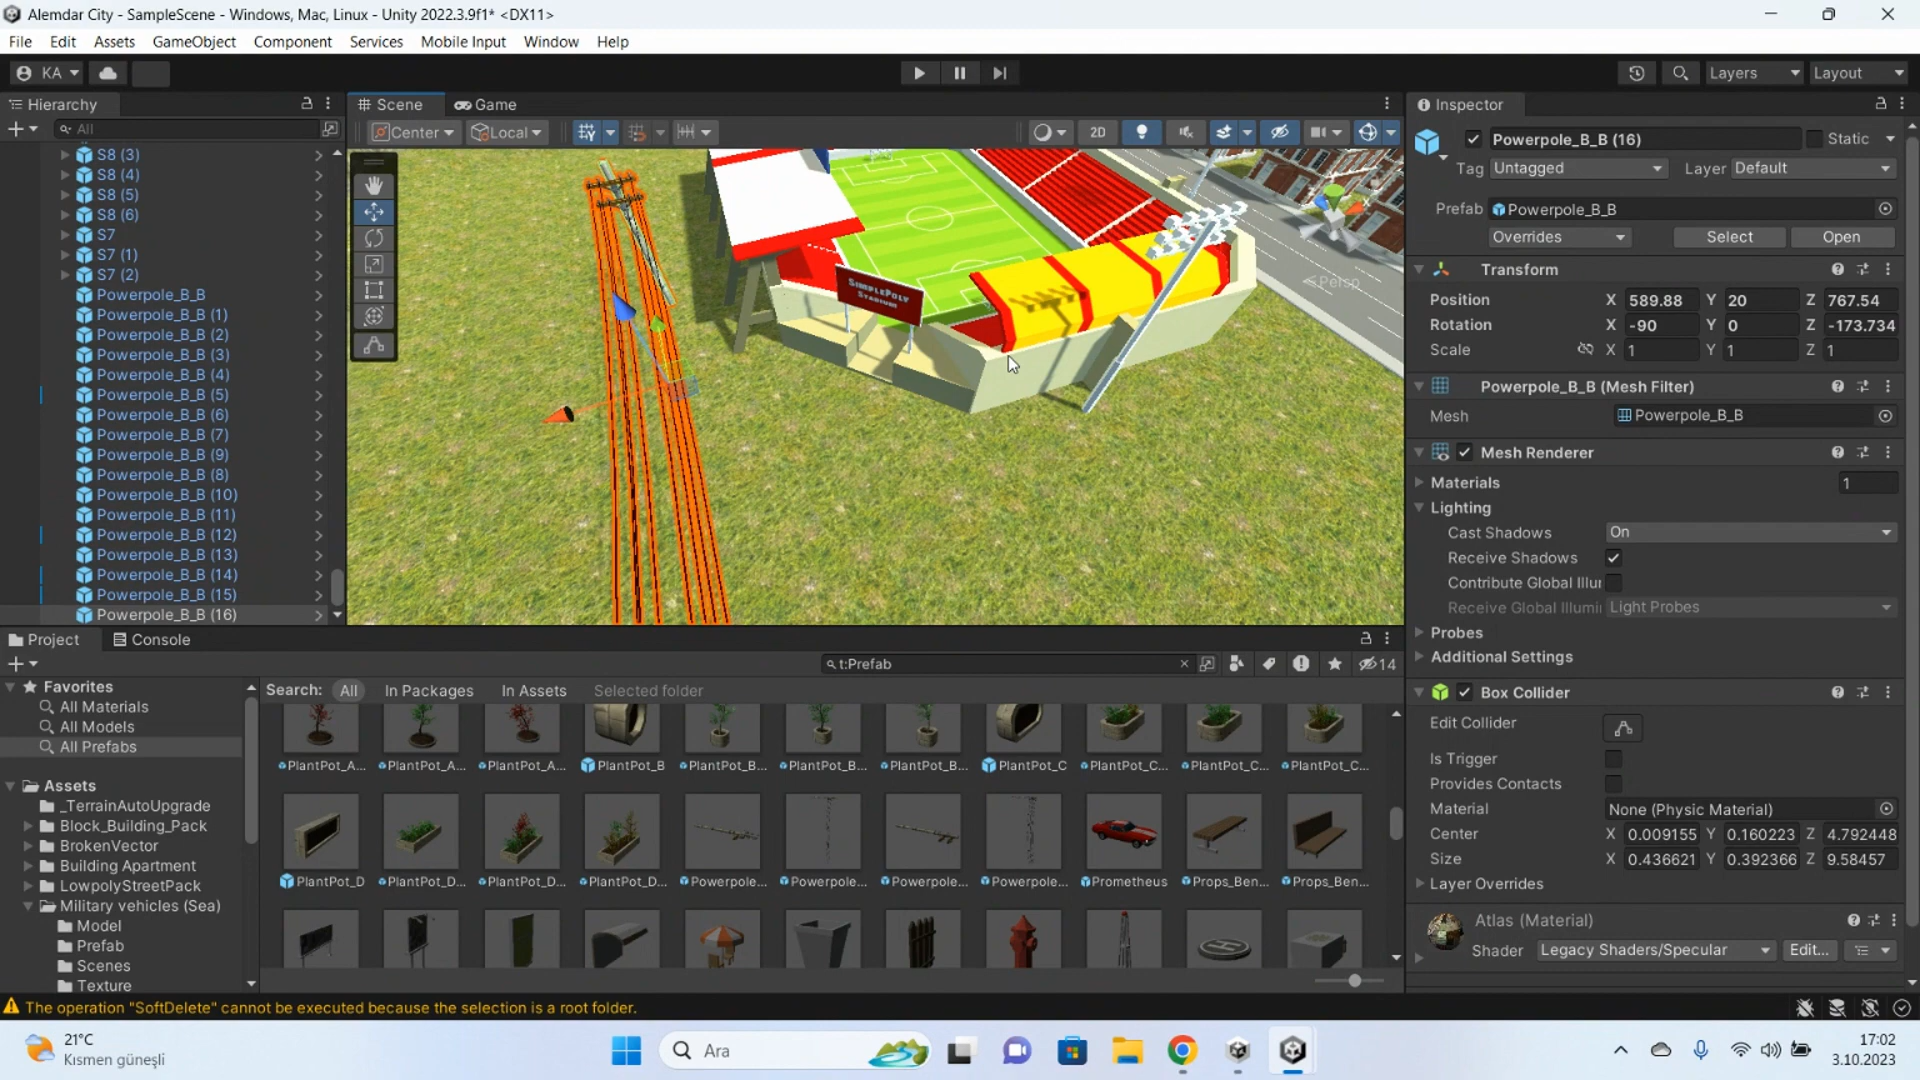 Alemdar City - SampleScene - Windows, Mac, Linux - Unity 2022.3.9f1* <DX11>
File Edit Assets GameObject Component Services Mobile Input Window Help
KA Layers Layout
Hierarchy
All
S8 (3)
S8 (4)
S8 (5)
S8 (6)
S7
S7 (1)
S7 (2)
Powerpole_B_B
Powerpole_B_B (1)
Powerpole_B_B (2)
Powerpole_B_B (3)
Powerpole_B_B (4)
Powerpole_B_B (5)
Powerpole_B_B (6)
Powerpole_B_B (7)
Powerpole_B_B (9)
Powerpole_B_B (8)
Powerpole_B_B (10)
Powerpole_B_B (11)
Powerpole_B_B (12)
Powerpole_B_B (13)
Powerpole_B_B (14)
Powerpole_B_B (15)
Powerpole_B_B (16)
Scene Game
Center Local 2D
SIMPLEPOLY
STADIUM
Persp
Inspector
Powerpole_B_B (16) Static
Tag Untagged Layer Default
Prefab Powerpole_B_B
Overrides Select Open
Transform
Position X 589.88 Y 20 Z 767.54
Rotation X -90 Y 0 Z -173.734
Scale X 1 Y 1 Z 1
Powerpole_B_B (Mesh Filter)
Mesh Powerpole_B_B
Mesh Renderer
Materials 1
Lighting
Cast Shadows On
Receive Shadows
Contribute Global Illu
Receive Global Illumin Light Probes
Probes
Additional Settings
Box Collider
Edit Collider
Is Trigger
Provides Contacts
Material None (Physic Material)
Center X 0.009155 Y 0.160223 Z 4.792448
Size X 0.436621 Y 0.392366 Z 9.58457
Layer Overrides
Atlas (Material)
Shader Legacy Shaders/Specular Edit...
Project Console
t:Prefab 14
Favorites
All Materials
All Models
All Prefabs
Assets
_TerrainAutoUpgrade
Block_Building_Pack
BrokenVector
Building Apartment
LowpolyStreetPack
Military vehicles (Sea)
Model
Prefab
Scenes
Texture
Search: All In Packages In Assets Selected folder
PlantPot_A... PlantPot_A... PlantPot_A... PlantPot_B PlantPot_B... PlantPot_B... PlantPot_B... PlantPot_C PlantPot_C... PlantPot_C... PlantPot_C...
PlantPot_D PlantPot_D... PlantPot_D... PlantPot_D... Powerpole... Powerpole... Powerpole... Powerpole... Prometheus Props_Ben... Props_Ben...
The operation "SoftDelete" cannot be executed because the selection is a root folder.
21°C
Kısmen güneşli
Ara
17:02
3.10.2023